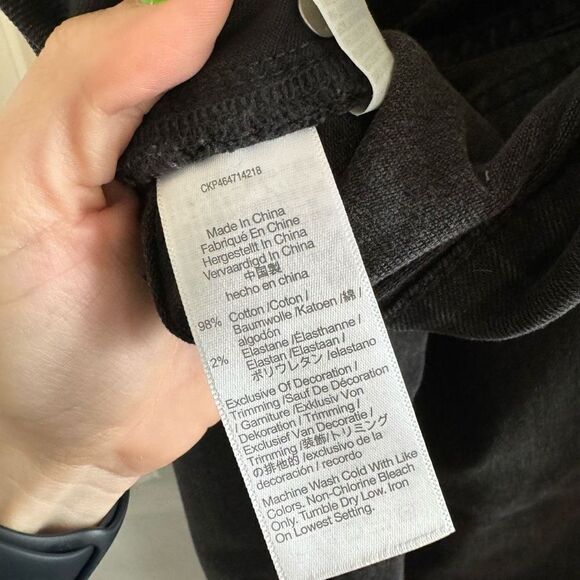 CKP464714218
Made In China
Fabriqué En Chine
Hergestellt In China
Vervaardigd In China
中国製
hecho en china
98% Cotton /Coton /
Baumwolle /Katoen /綿/
algodón
2% Elastane /Élasthanne /
Elastan /Elastaan /
ポリウレタン /elastano
Exclusive Of Decoration /
Trimming /Sauf De Décoration
/ Garniture /Exklusiv Von
Dekoration / Trimming /
Exclusief Van Decoratie /
Trimming /装飾/トリミング
の排他的/ exclusivo de la
decoración / recordo
Machine Wash Cold With Like
Colors. Non-Chlorine Bleach
Only. Tumble Dry Low. Iron
On Lowest Setting.